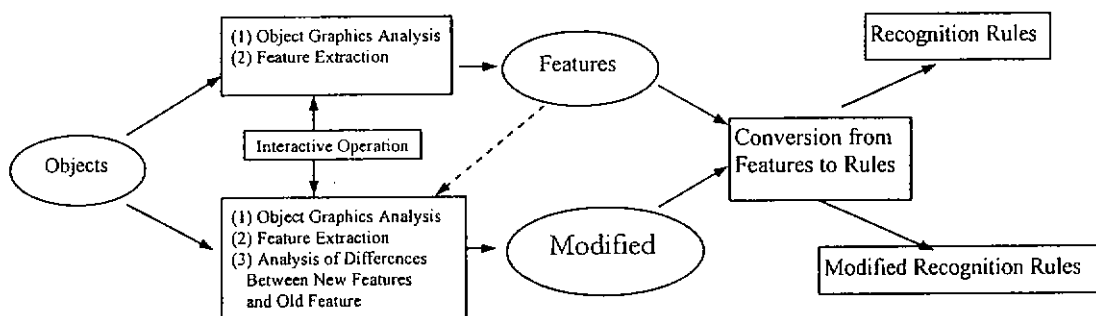 (1) Object Graphics Analysis
(2) Feature Extraction
Features
Recognition Rules
Interactive Operation
Objects
Conversion from
Features to Rules
(1) Object Graphics Analysis
(2) Feature Extraction
(3) Analysis of Differences
Between New Features
and Old Feature
Modified
Modified Recognition Rules